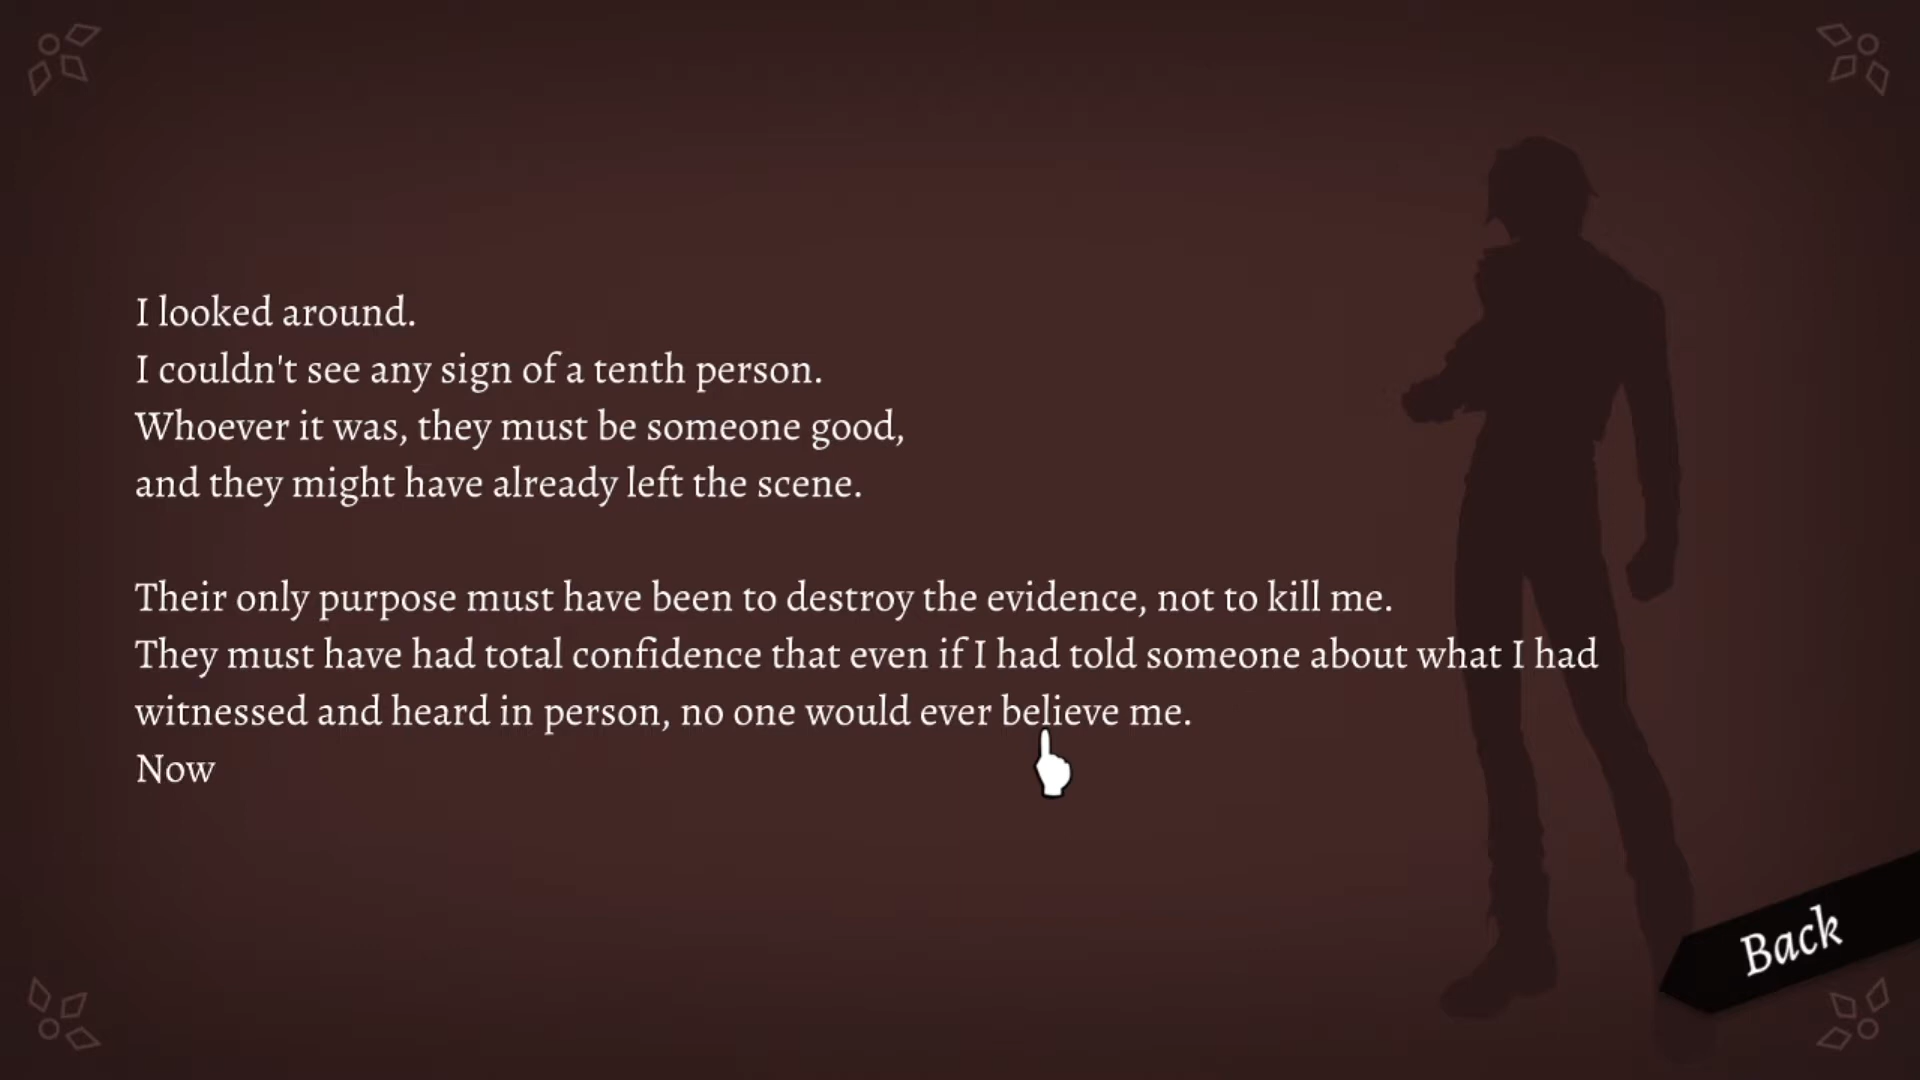 I looked around.
I couldn't see any sign of a tenth person.
Whoever it was, they must be someone good,
and they might have already left the scene.
Their only purpose must have been to destroy the evidence, not to kill me.
They must have had total confidence that even if I had told someone about what I had
witnessed and heard in person, no one would ever believe me.
Now
Back